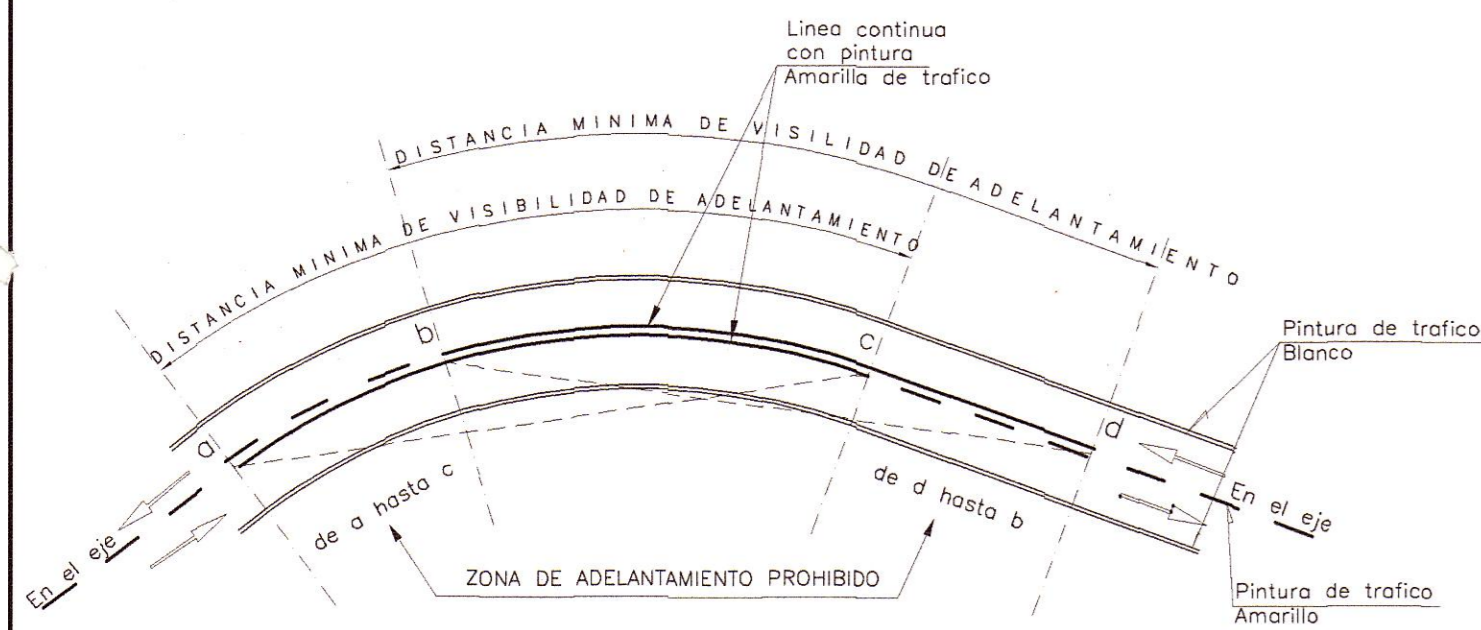 Linea continua
con pintura
Amarilla de trafico
DISTANCIA MINIMA DE VISILIDAD DE ADELANTAMIENTO
DISTANCIA MINIMA DE VISIBILIDAD DE ADELANTAMIENTO
Pintura de trafico
Blanco
a
b
c
d
En el eje
En el eje
de a hasta c
de d hasta b
ZONA DE ADELANTAMIENTO PROHIBIDO
Pintura de trafico
Amarillo